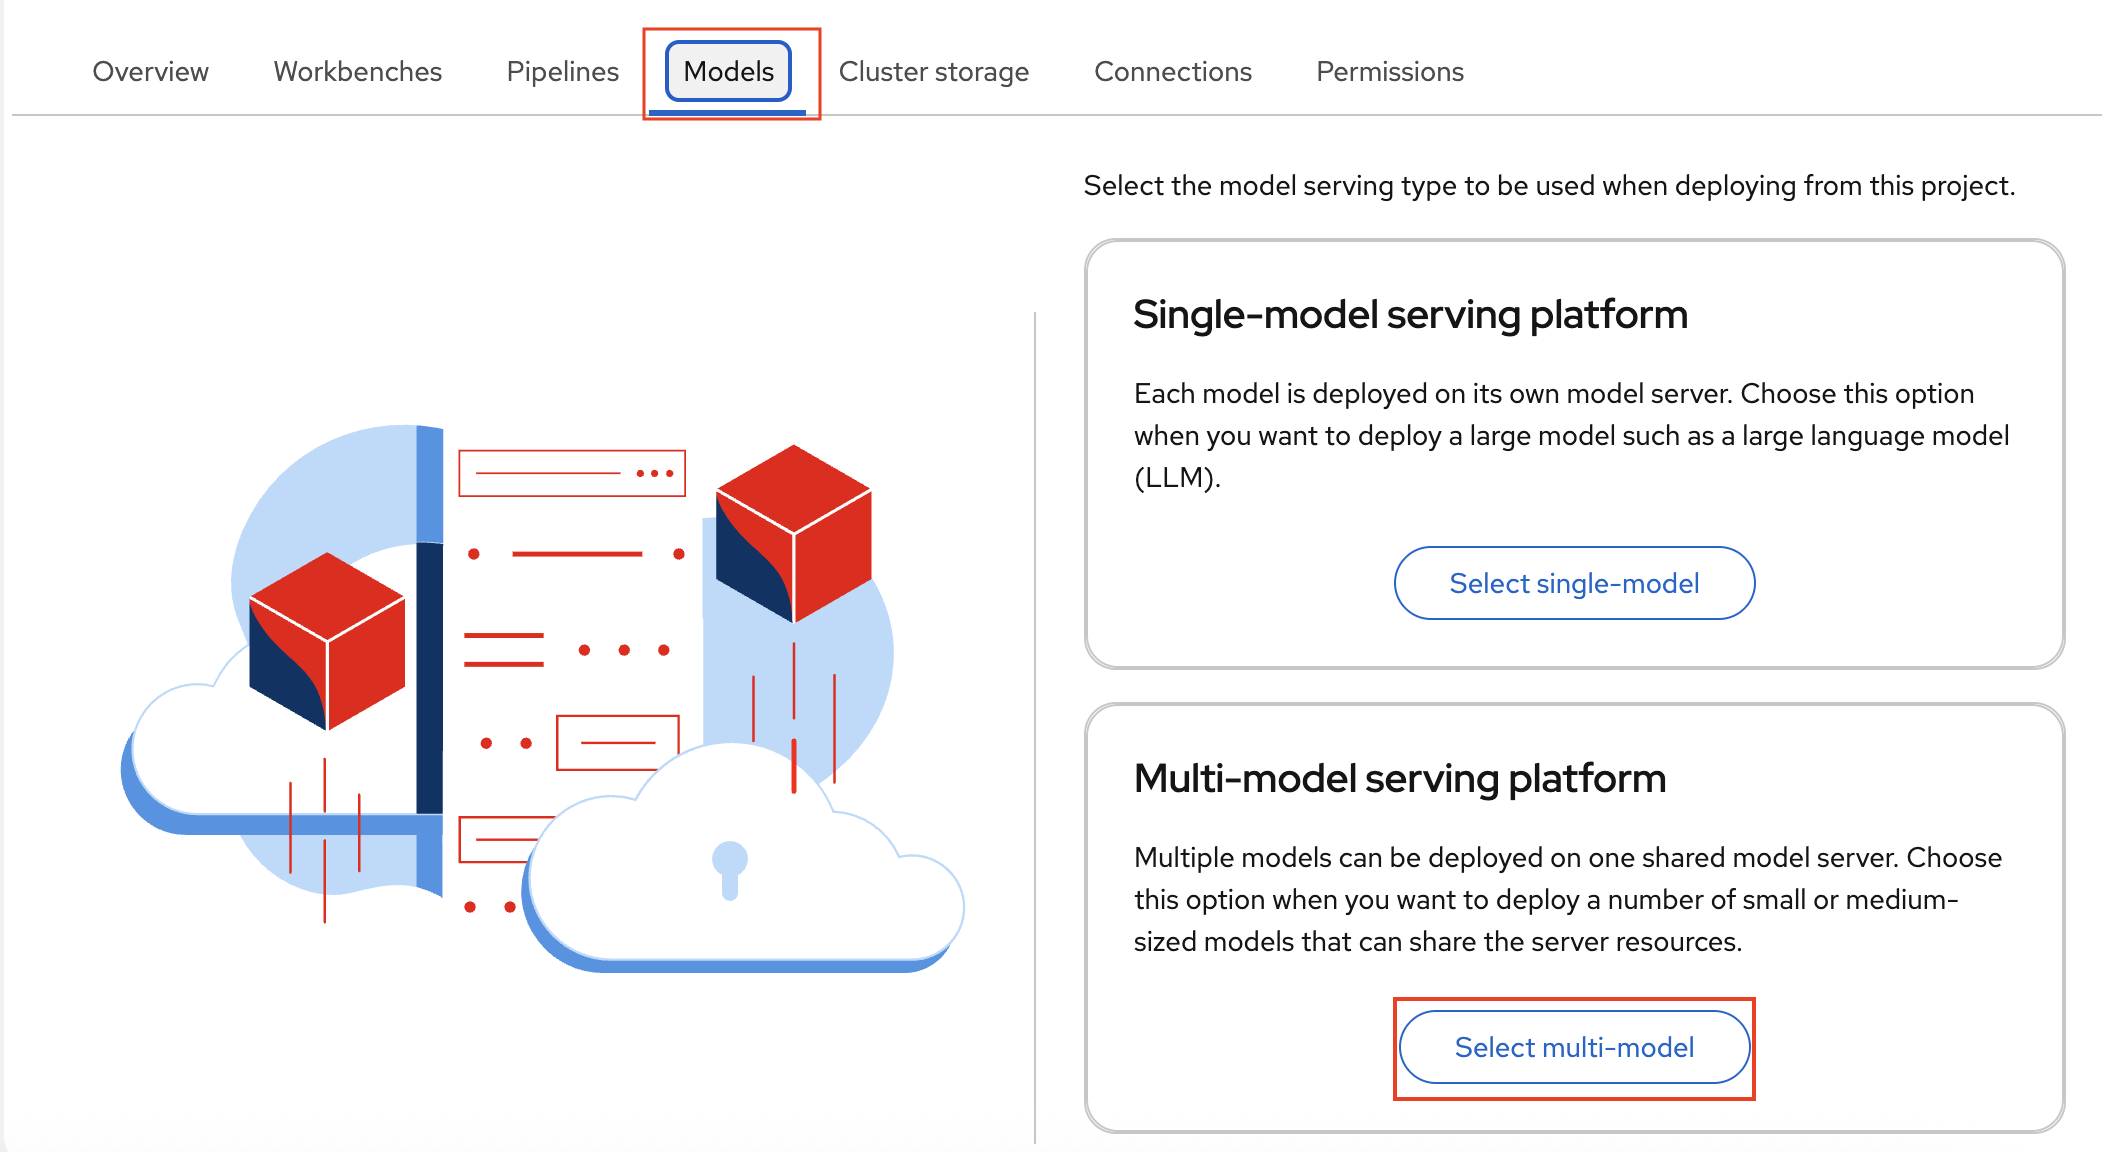 Overview Workbenches Pipelines Models Cluster storage Connections Permissions
Select the model serving type to be used when deploying from this project.
Single-model serving platform
Each model is deployed on its own model server. Choose this option
when you want to deploy a large model such as a large language model
(LLM).
Select single-model
Multi-model serving platform
Multiple models can be deployed on one shared model server. Choose
this option when you want to deploy a number of small or medium-
sized models that can share the server resources.
Select multi-model